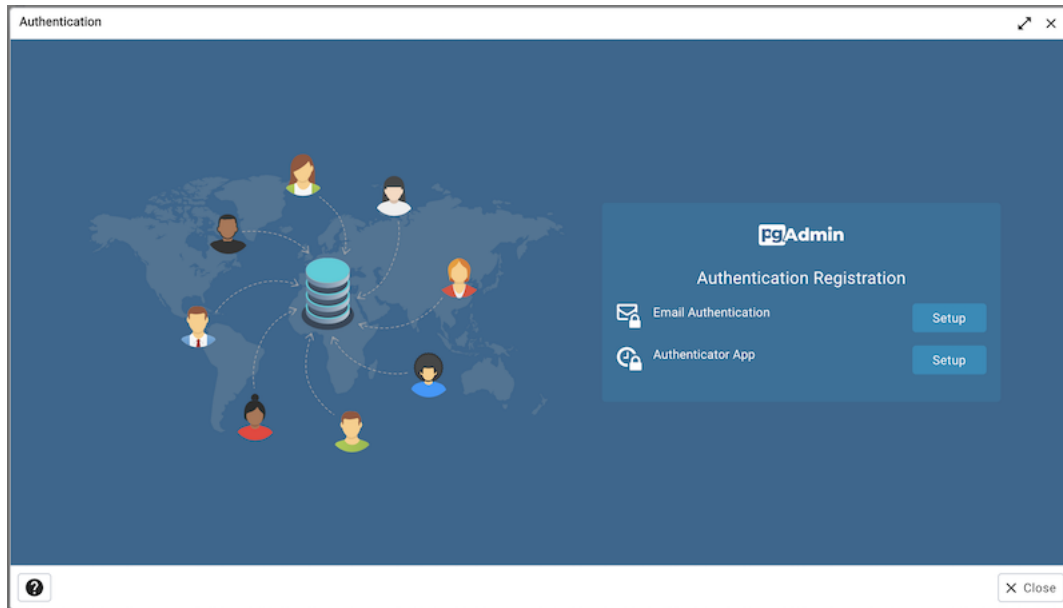 Authentication
pgAdmin
Authentication Registration
Email Authentication
Setup
Authenticator App
Setup
?
Close